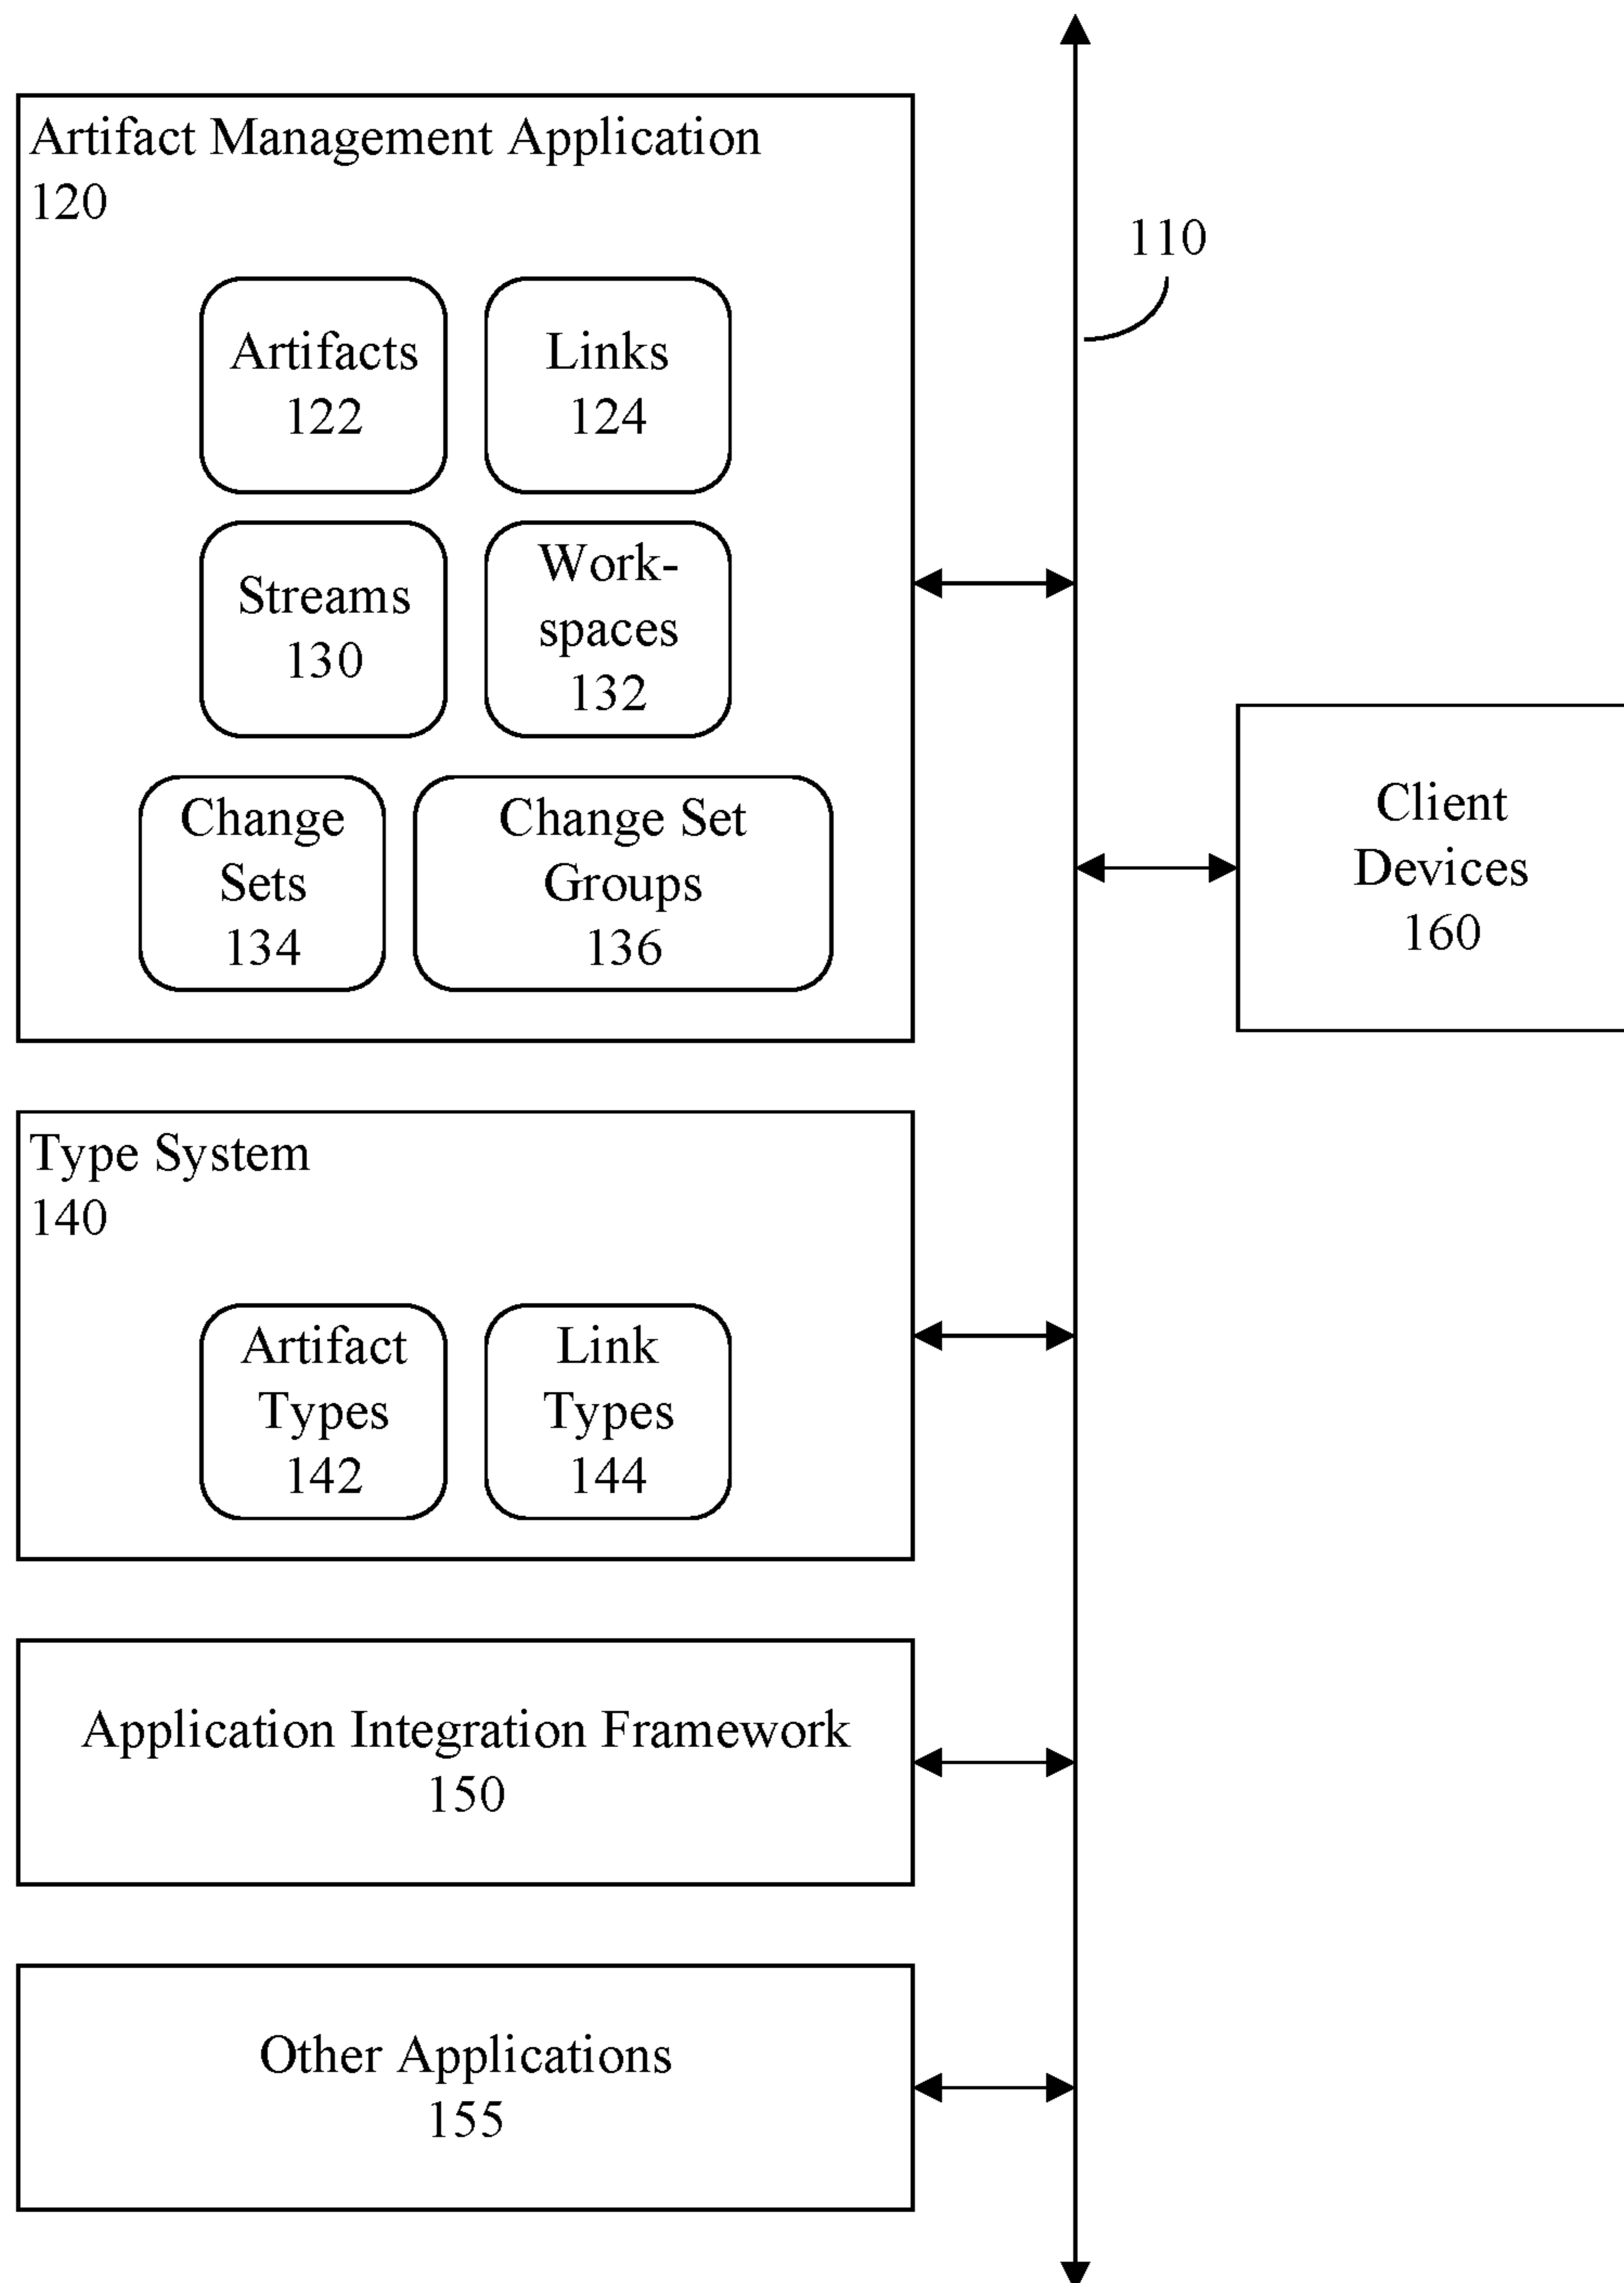 Artifact Management Application
120
110
Artifacts
122
Links
124
Streams
130
Work-
spaces
132
Change
Sets
134
Change Set
Groups
136
Client
Devices
160
Type System
140
Artifact
Types
142
Link
Types
144
Application Integration Framework
150
Other Applications
155